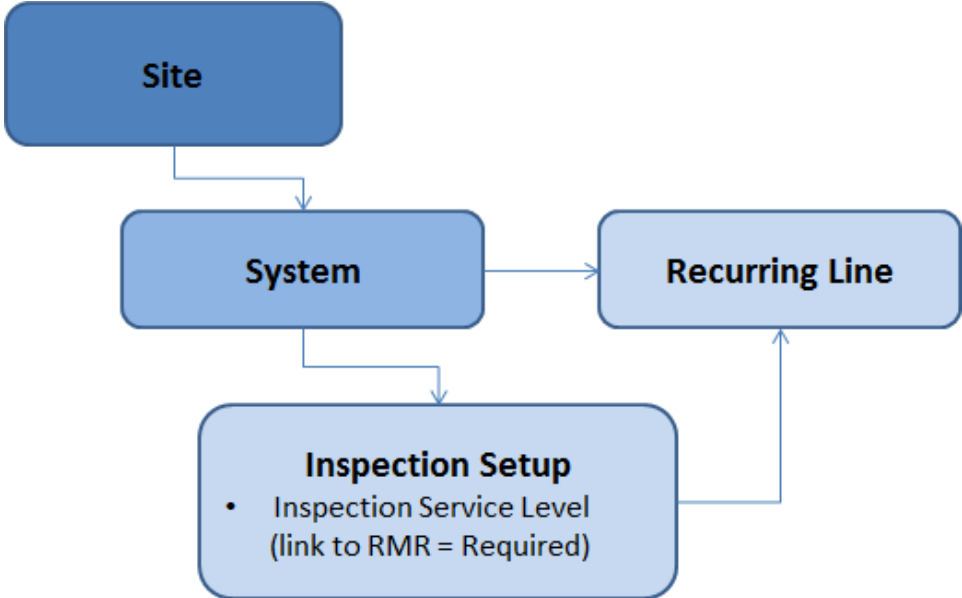 Site
System
Recurring Line
Inspection Setup
• Inspection Service Level
(link to RMR = Required)